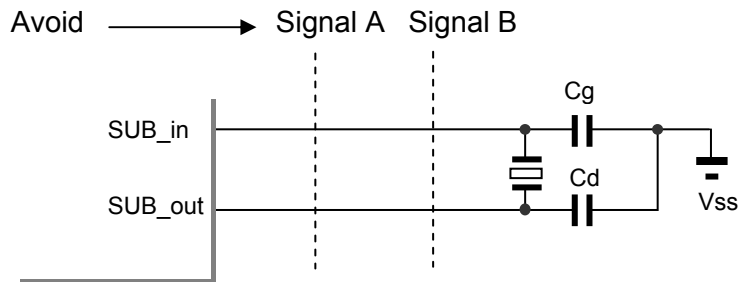 Avoid Signal A Signal B
Cg
SUB_in
Cd
SUB_out
Vss